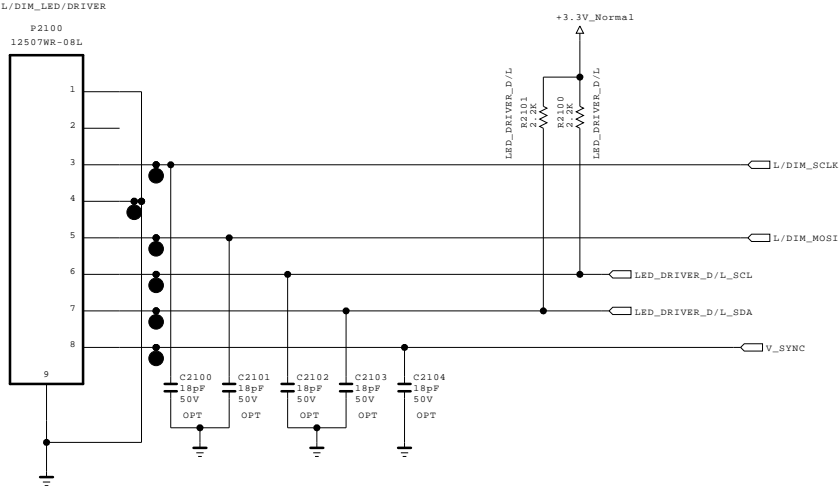 L/DIM_LED/DRIVER
P2100
12507WR-08L
1
2
3
4
5
6
7
8
9
+3.3V_Normal
LED_DRIVER_D/L
R2101
2.2K
R2100
2.2K
LED_DRIVER_D/L
L/DIM_SCLK
L/DIM_MOSI
LED_DRIVER_D/L_SCL
LED_DRIVER_D/L_SDA
V_SYNC
C2100
18pF
50V
OPT
C2101
18pF
50V
OPT
C2102
18pF
50V
OPT
C2103
18pF
50V
OPT
C2104
18pF
50V
OPT